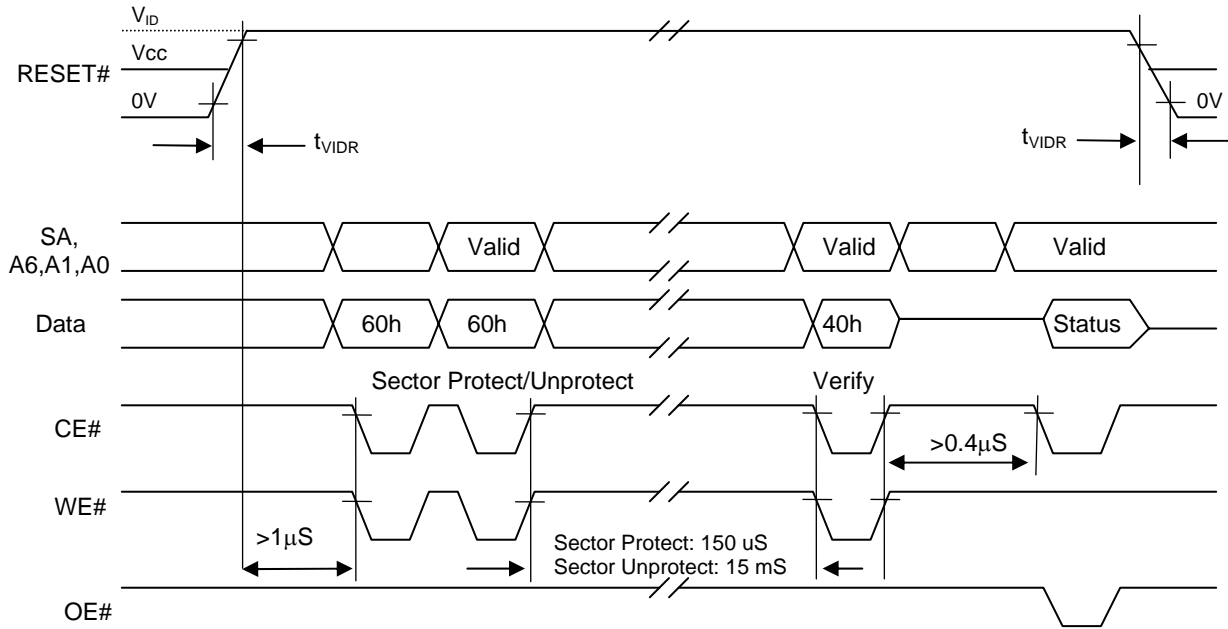 VID
Vcc
RESET#
0V
0V
tVIDR
tVIDR
SA,
A6,A1,A0
Valid
Valid
Valid
Data
60h
60h
40h
Status
Sector Protect/Unprotect
Verify
CE#
>0.4μS
WE#
>1μS
Sector Protect: 150 uS
Sector Unprotect: 15 mS
OE#